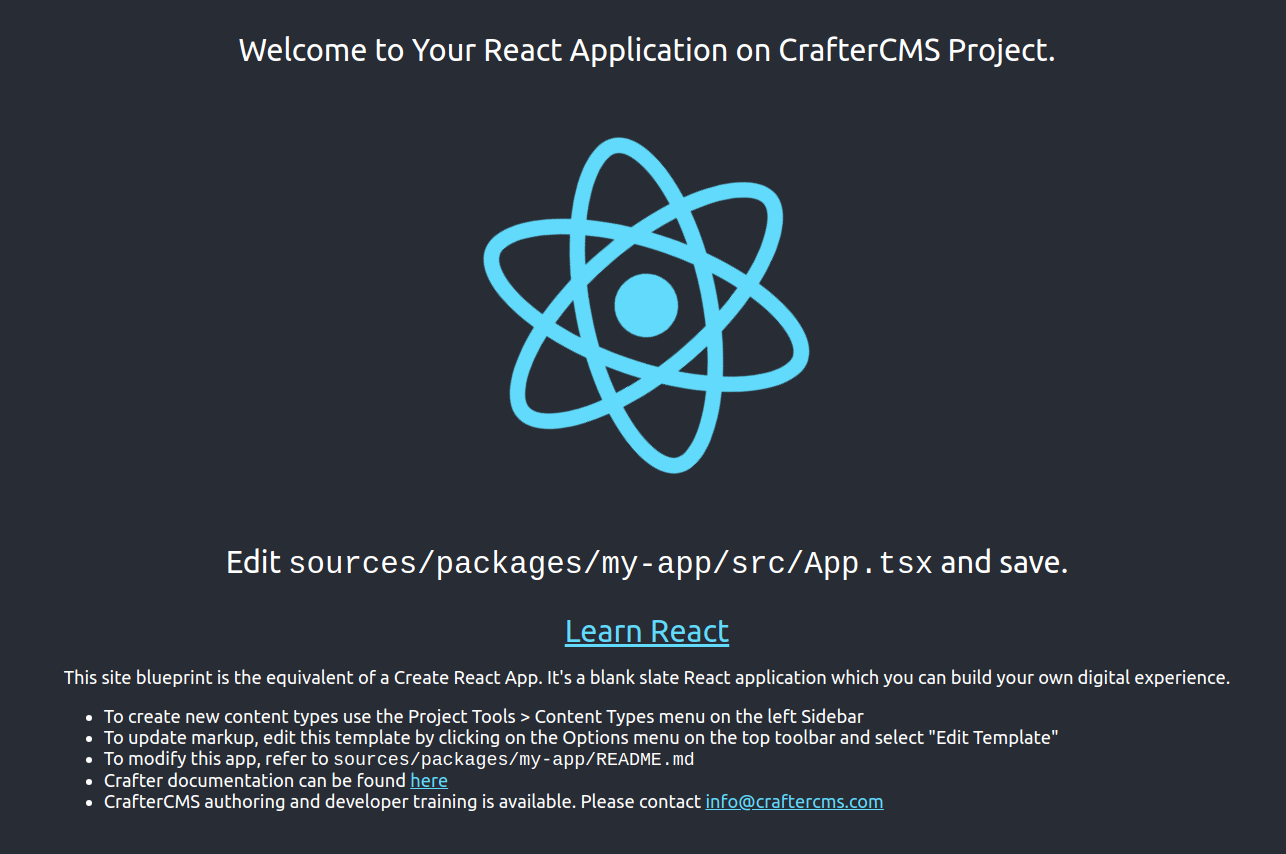 Welcome to Your React Application on CrafterCMS Project.
Edit sources/packages/my-app/src/App.tsx and save.
Learn React
This site blueprint is the equivalent of a Create React App. It's a blank slate React application which you can build your own digital experience.
• To create new content types use the Project Tools > Content Types menu on the left Sidebar
• To update markup, edit this template by clicking on the Options menu on the top toolbar and select "Edit Template"
• To modify this app, refer to sources/packages/my-app/README.md
• Crafter documentation can be found here
• CrafterCMS authoring and developer training is available. Please contact info@craftercms.com